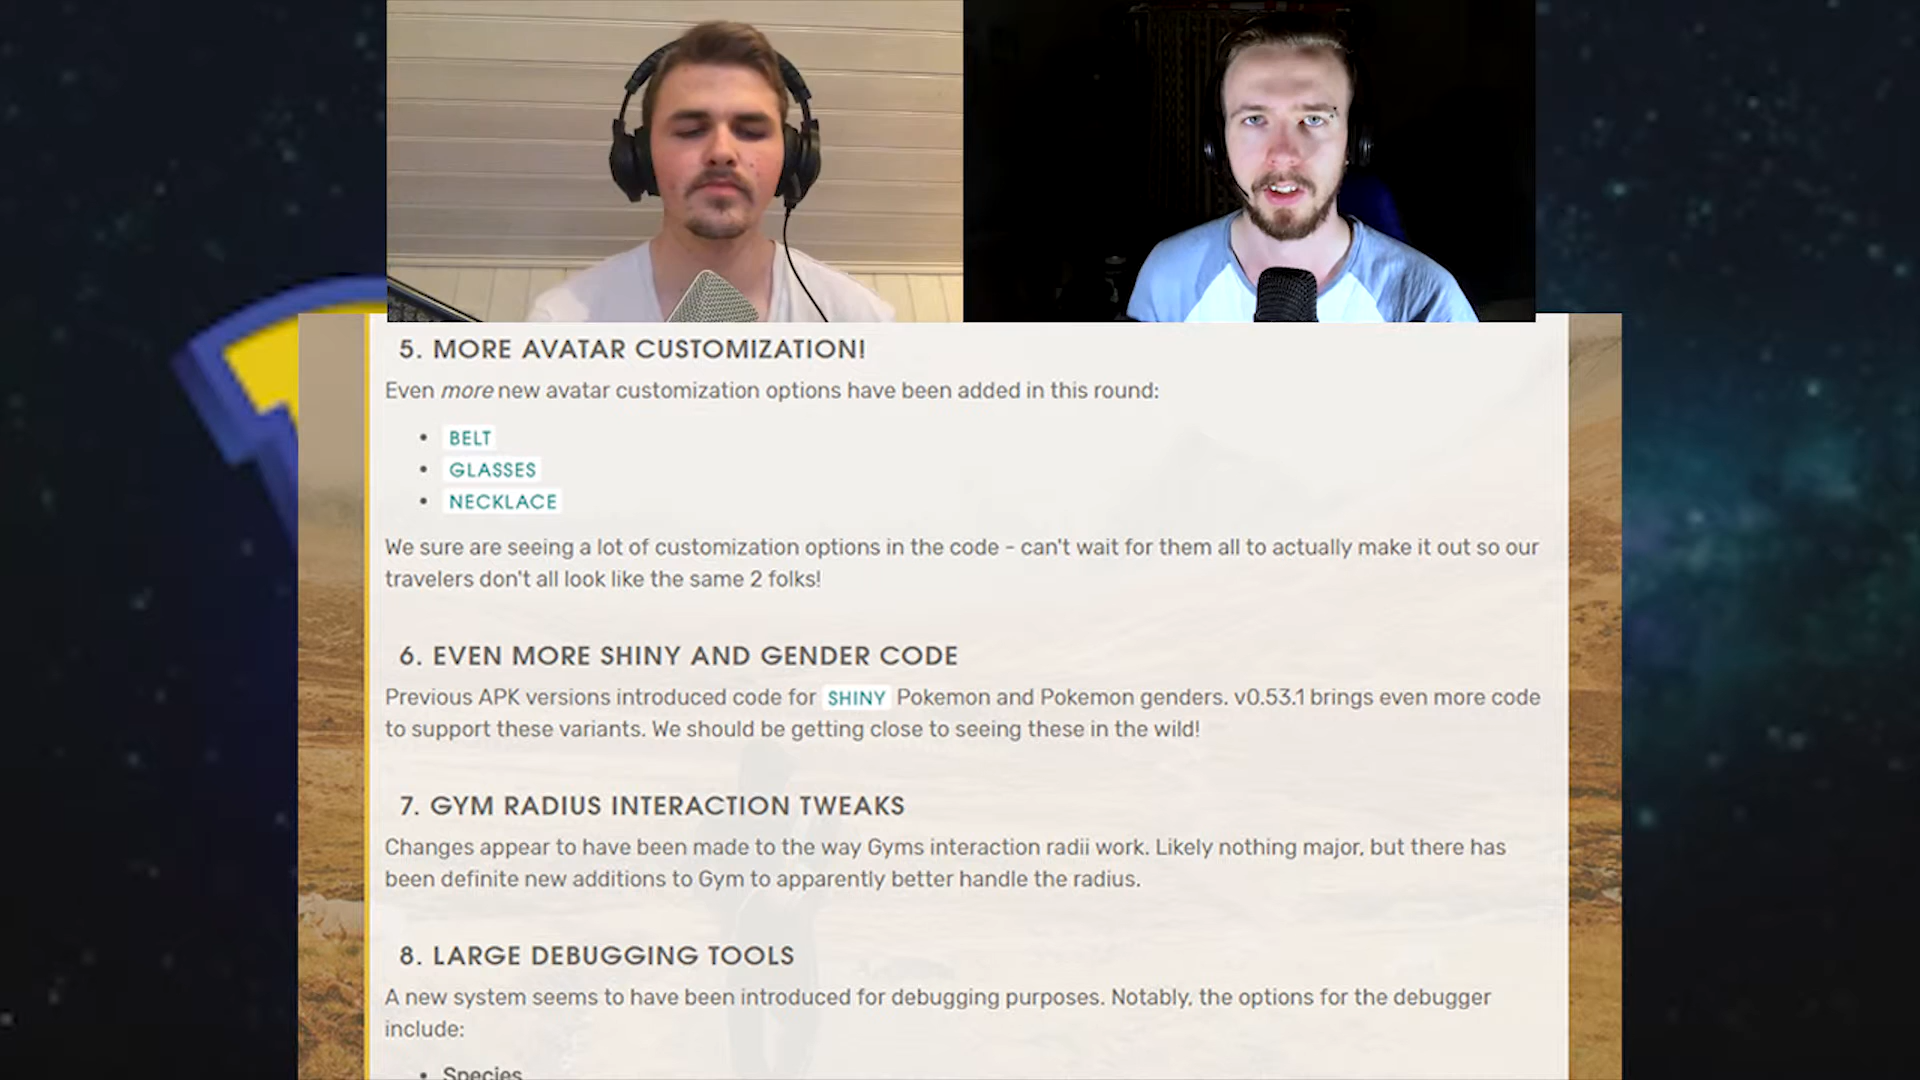 5. MORE AVATAR CUSTOMIZATION!
Even more new avatar customization options have been added in this round:
• BELT
• GLASSES
• NECKLACE
We sure are seeing a lot of customization options in the code - can't wait for them all to actually make it out so our
travelers don't all look like the same 2 folks!
6. EVEN MORE SHINY AND GENDER CODE
Previous APK versions introduced code for SHINY Pokemon and Pokemon genders. v0.53.1 brings even more code
to support these variants. We should be getting close to seeing these in the wild!
7. GYM RADIUS INTERACTION TWEAKS
Changes appear to have been made to the way Gyms interaction radii work. Likely nothing major, but there has
been definite new additions to Gym to apparently better handle the radius.
8. LARGE DEBUGGING TOOLS
A new system seems to have been introduced for debugging purposes. Notably, the options for the debugger
include:
• Species